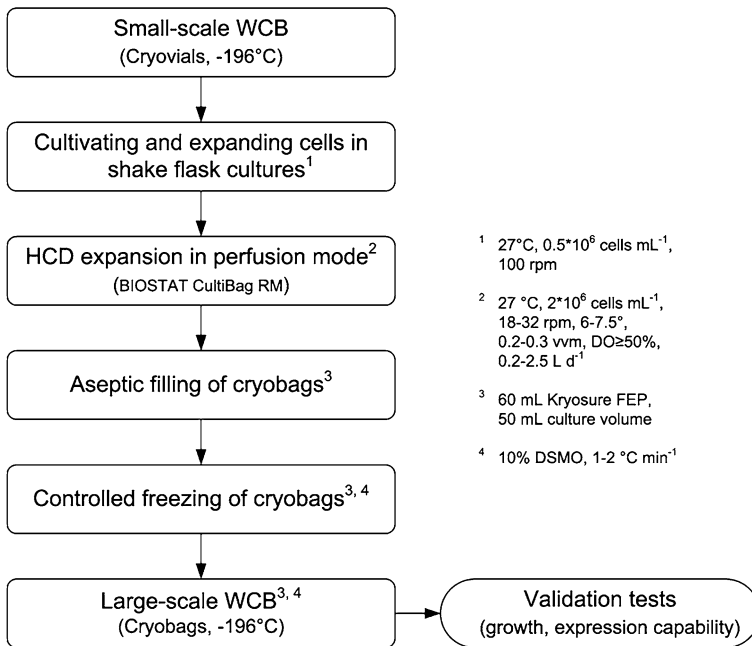 Small-scale WCB
(Cryovials, -196°C)
Cultivating and expanding cells in
shake flask cultures¹
HCD expansion in perfusion mode²
(BIOSTAT CultiBag RM)
Aseptic filling of cryobags³
Controlled freezing of cryobags³, ⁴
Large-scale WCB³, ⁴
(Cryobags, -196°C)
Validation tests
(growth, expression capability)
¹ 27°C, 0.5*10⁶ cells mL⁻¹,
100 rpm
² 27 °C, 2*10⁶ cells mL⁻¹,
18-32 rpm, 6-7.5°,
0.2-0.3 vvm, DO≥50%,
0.2-2.5 L d⁻¹
³ 60 mL Kryosure FEP,
50 mL culture volume
⁴ 10% DSMO, 1-2 °C min⁻¹